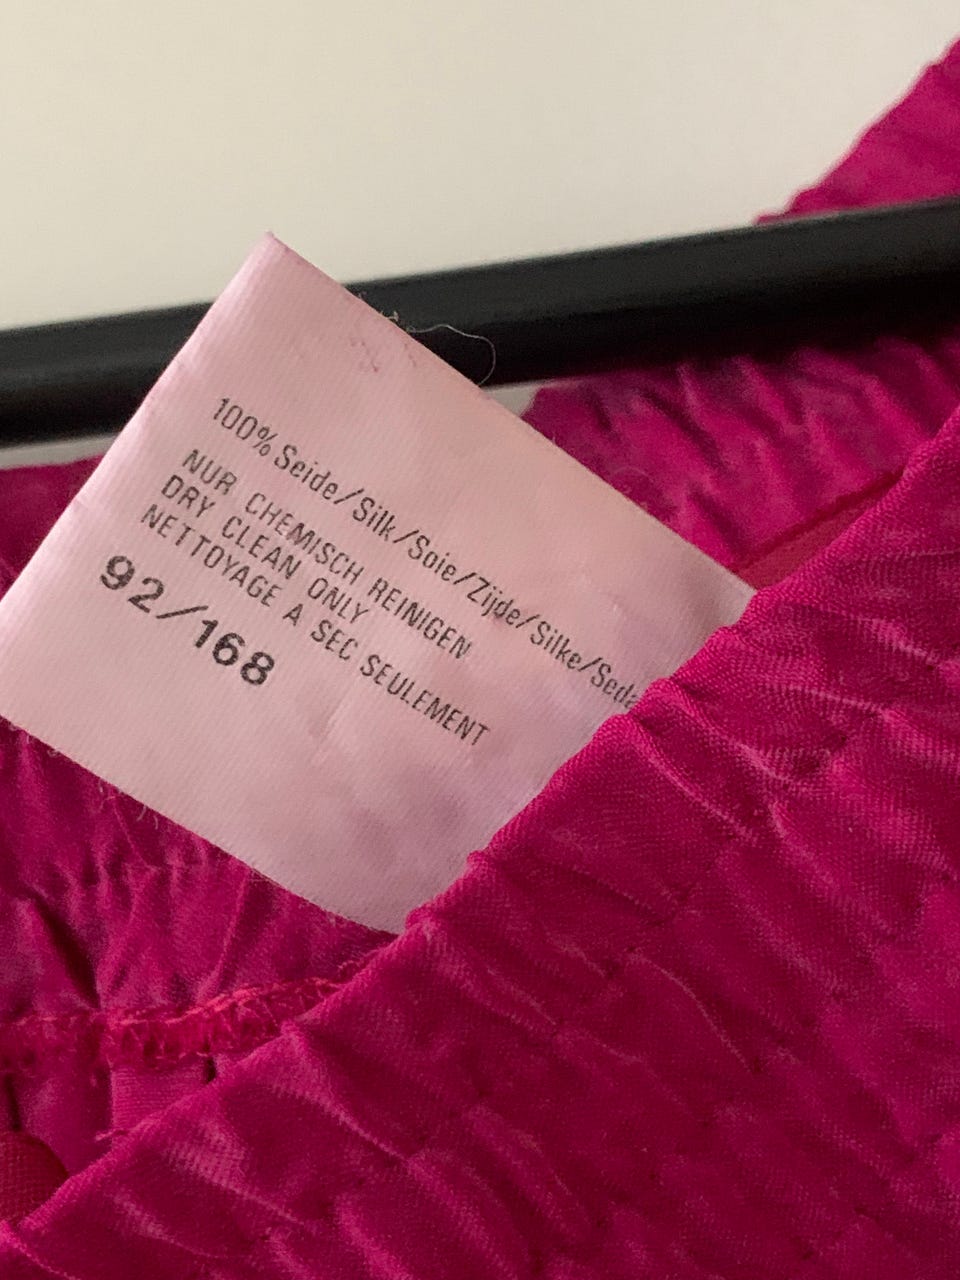 100% Seide/Silk/Soie/Zijde/Silke/Seda
NUR CHEMISCH REINIGEN
DRY CLEAN ONLY
NETTOYAGE A SEC SEULEMENT
92/168